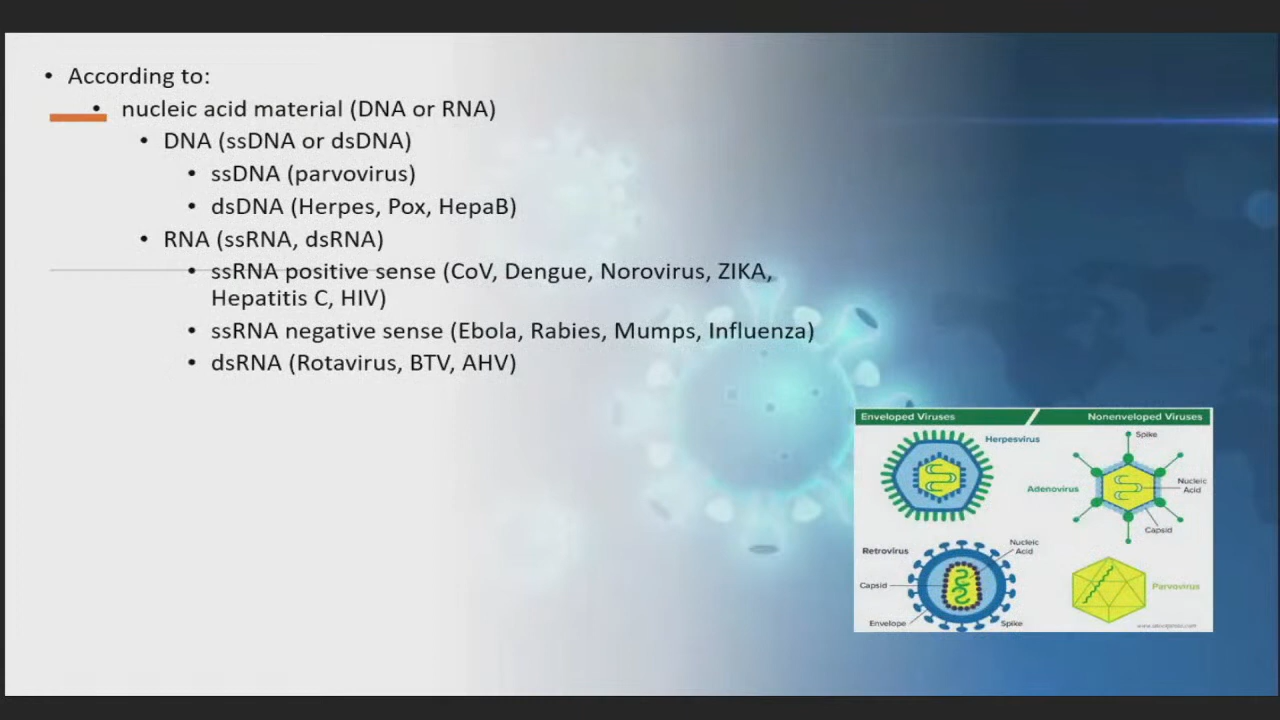 • According to:
• nucleic acid material (DNA or RNA)
• DNA (ssDNA or dsDNA)
• ssDNA (parvovirus)
• dsDNA (Herpes, Pox, HepaB)
• RNA (ssRNA, dsRNA)
• ssRNA positive sense (CoV, Dengue, Norovirus, ZIKA,
Hepatitis C, HIV)
• ssRNA negative sense (Ebola, Rabies, Mumps, Influenza)
• dsRNA (Rotavirus, BTV, AHV)
Enveloped Viruses
Nonenveloped Viruses
Herpesvirus
Spike
Adenovirus
Nucleic
Acid
Capsid
Retrovirus
Nucleic
Acid
Capsid
Envelope
Spike
Parvovirus